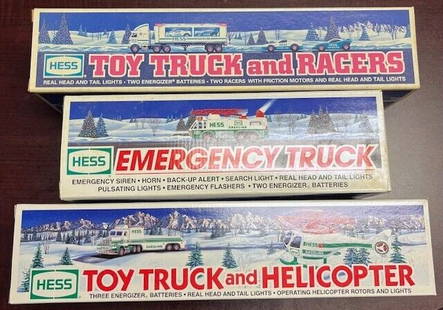 HESS TOY TRUCK and RACERS
REAL HEAD AND TAIL LIGHTS • TWO ENERGIZER BATTERIES • TWO RACERS WITH FRICTION MOTORS AND REAL HEAD AND TAIL LIGHTS
HESS
HESS EMERGENCY TRUCK
EMERGENCY SIREN • HORN • BACK-UP ALERT • SEARCH LIGHT • REAL HEAD AND TAIL LIGHTS
PULSATING LIGHTS • EMERGENCY FLASHERS • TWO ENERGIZER BATTERIES
HESS TOY TRUCK and HELICOPTER
THREE ENERGIZER BATTERIES • REAL HEAD AND TAIL LIGHTS • OPERATING HELICOPTER ROTORS AND LIGHTS